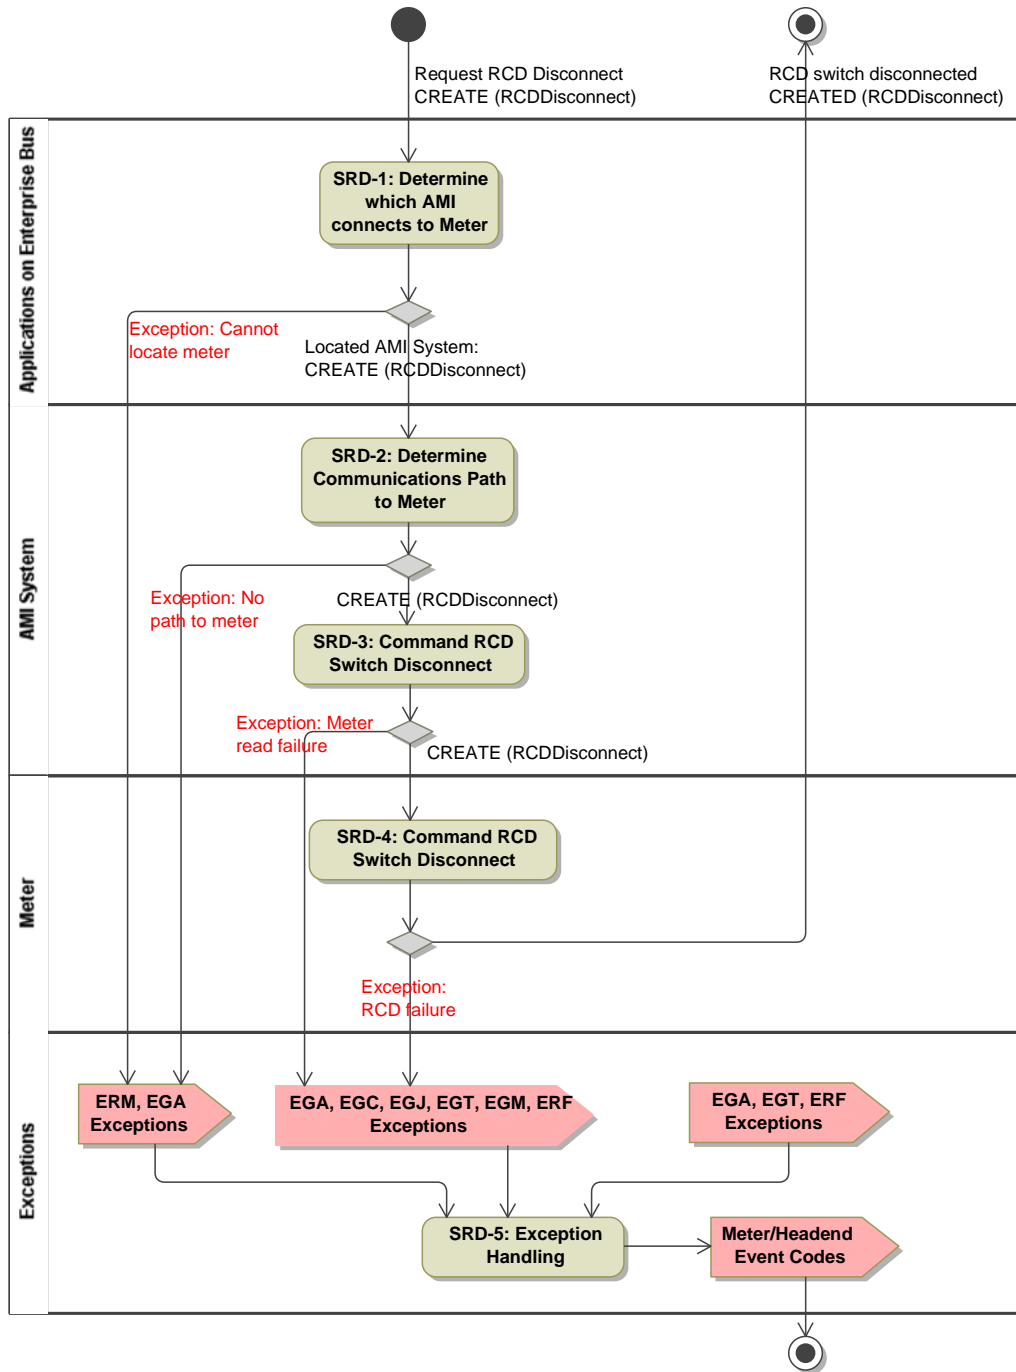 Request RCD Disconnect
CREATE (RCDDisconnect)
RCD switch disconnected
CREATED (RCDDisconnect)
Applications on Enterprise Bus
SRD-1: Determine
which AMI
connects to Meter
Exception: Cannot
locate meter
Located AMI System:
CREATE (RCDDisconnect)
AMI System
SRD-2: Determine
Communications Path
to Meter
Exception: No
path to meter
CREATE (RCDDisconnect)
SRD-3: Command RCD
Switch Disconnect
Exception: Meter
read failure
CREATE (RCDDisconnect)
Meter
SRD-4: Command RCD
Switch Disconnect
Exception:
RCD failure
Exceptions
ERM, EGA
Exceptions
EGA, EGC, EGJ, EGT, EGM, ERF
Exceptions
EGA, EGT, ERF
Exceptions
SRD-5: Exception
Handling
Meter/Headend
Event Codes